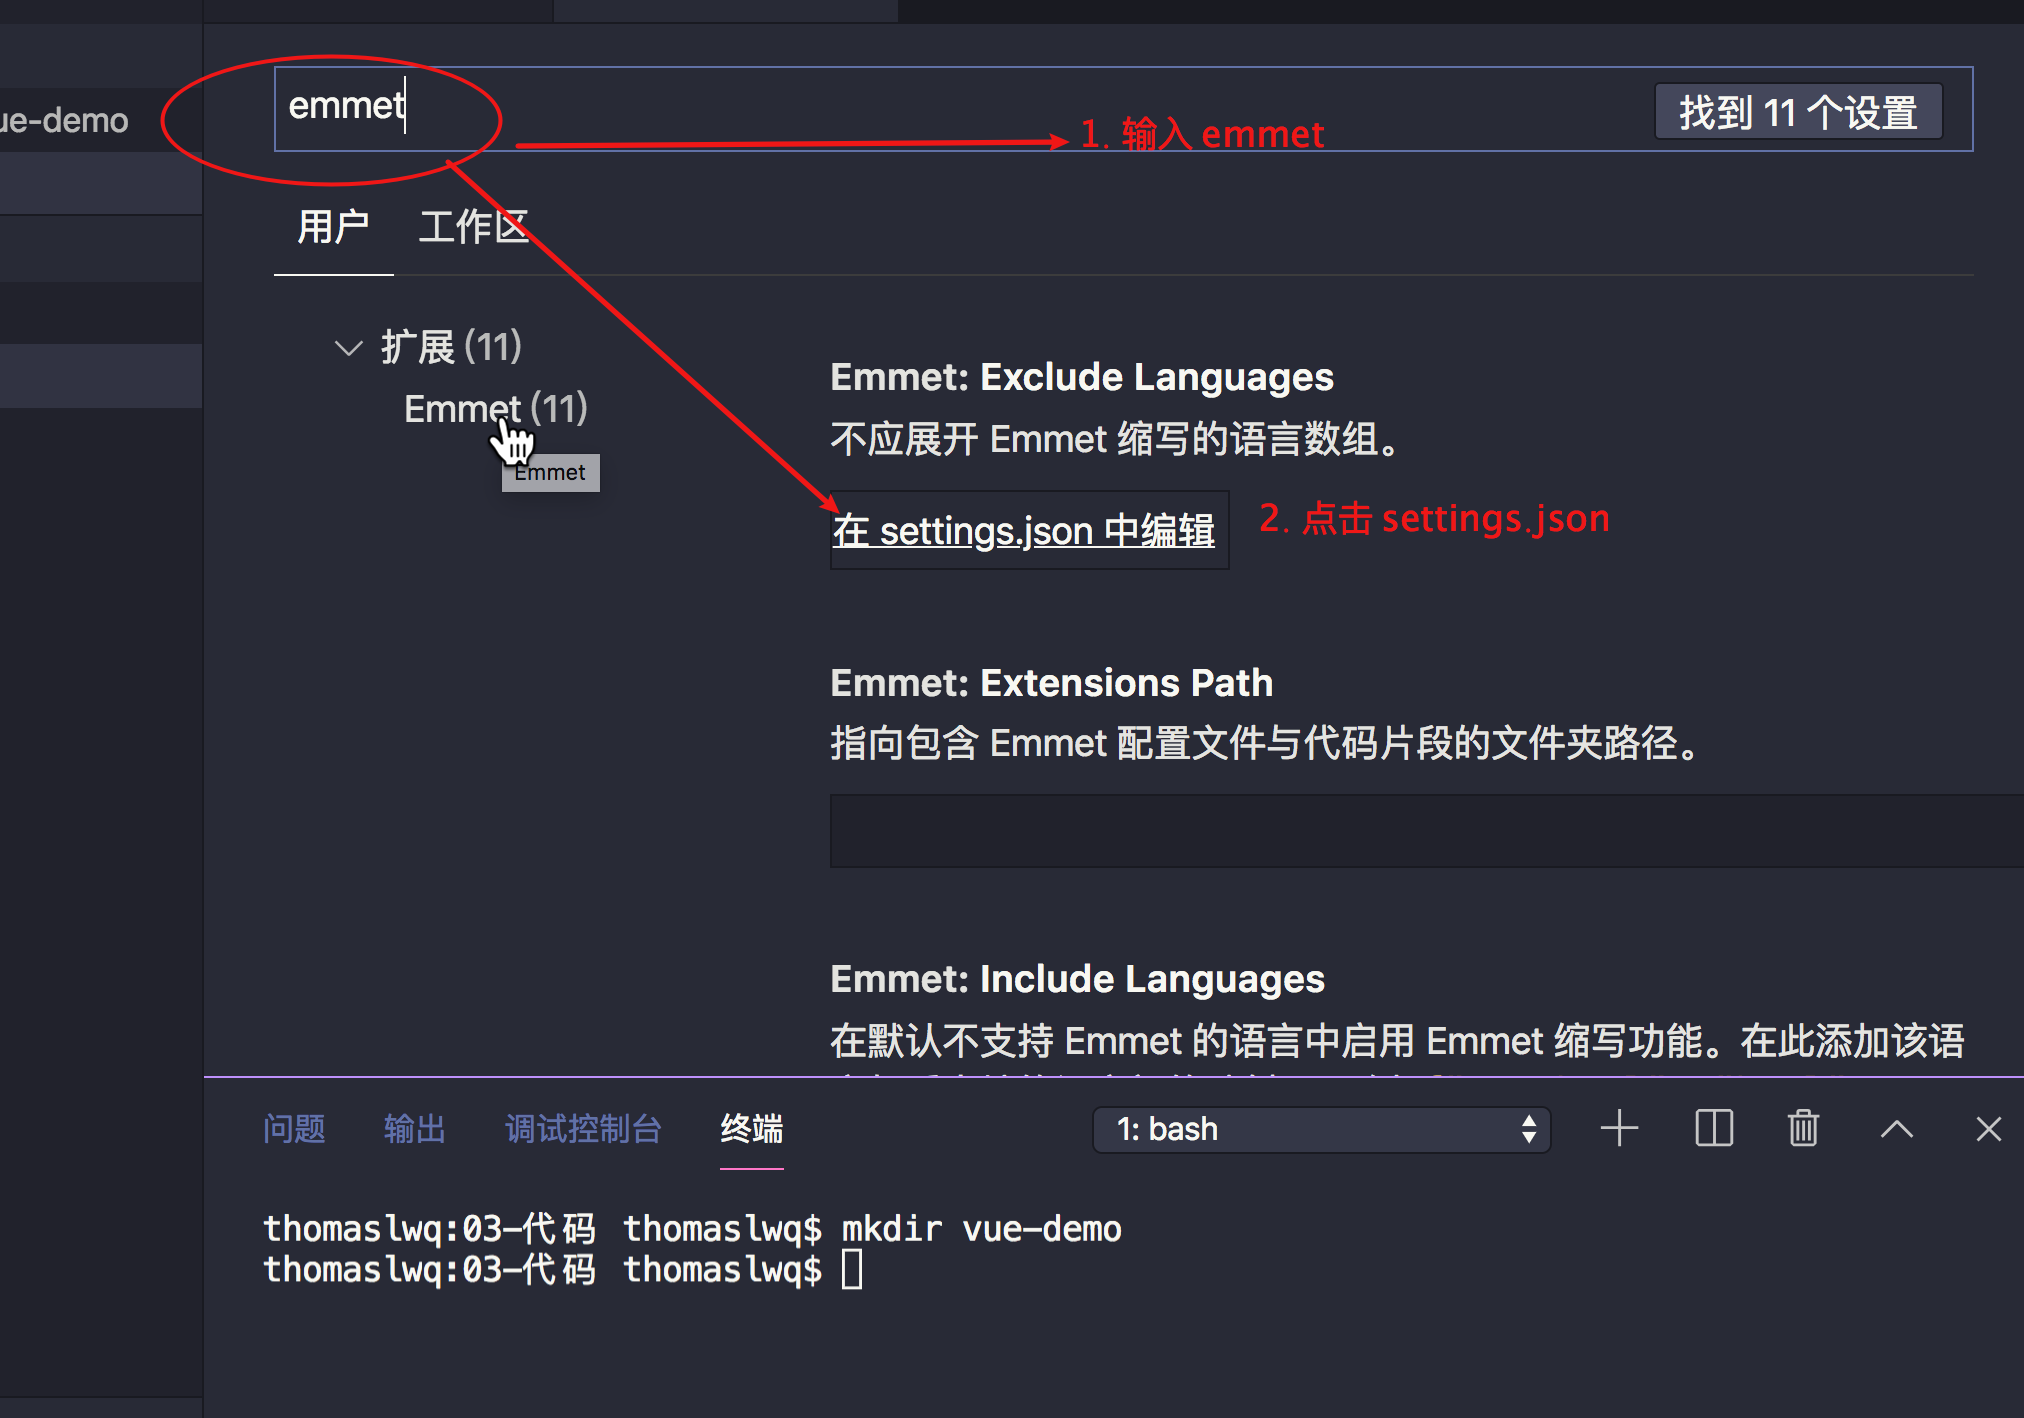 emmet
找到 11 个设置
ue-demo
1. 输入 emmet
用户 工作区
扩展 (11)
Emmet (11)
Emmet
Emmet: Exclude Languages
不应展开 Emmet 缩写的语言数组。
在 settings.json 中编辑
2. 点击 settings.json
Emmet: Extensions Path
指向包含 Emmet 配置文件与代码片段的文件夹路径。
Emmet: Include Languages
在默认不支持 Emmet 的语言中启用 Emmet 缩写功能。在此添加该语
问题 输出 调试控制台 终端 1: bash
thomaslwq:03-代码 thomaslwq$ mkdir vue-demo
thomaslwq:03-代码 thomaslwq$